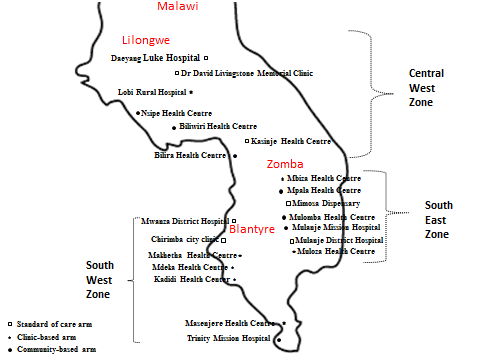 Malawi
Lilongwe
Daeyang Luke Hospital
Dr David Livingstone Memorial Clinic
Central
West
Zone
Lobi Rural Hospital
Nsipe Health Centre
Biliwiri Health Centre
Kasinje Health Centre
Bilira Health Centre
Zomba
Mbiza Health Centre
Mpala Health Centre
Mimosa Dispensary
South
East
Zone
Mulomba Health Centre
Mwanza District Hospital
Blantyre
Mulanje Mission Hospital
Chirimba city clinic
Mulanje District Hospital
Muloza Health Centre
Makhetha Health Centre
South
West
Zone
Mdeka Health Centre
Kadidi Health Center
Masenjere Health Centre
Trinity Mission Hospital
Standard of care arm
Clinic-based arm
Community-based arm